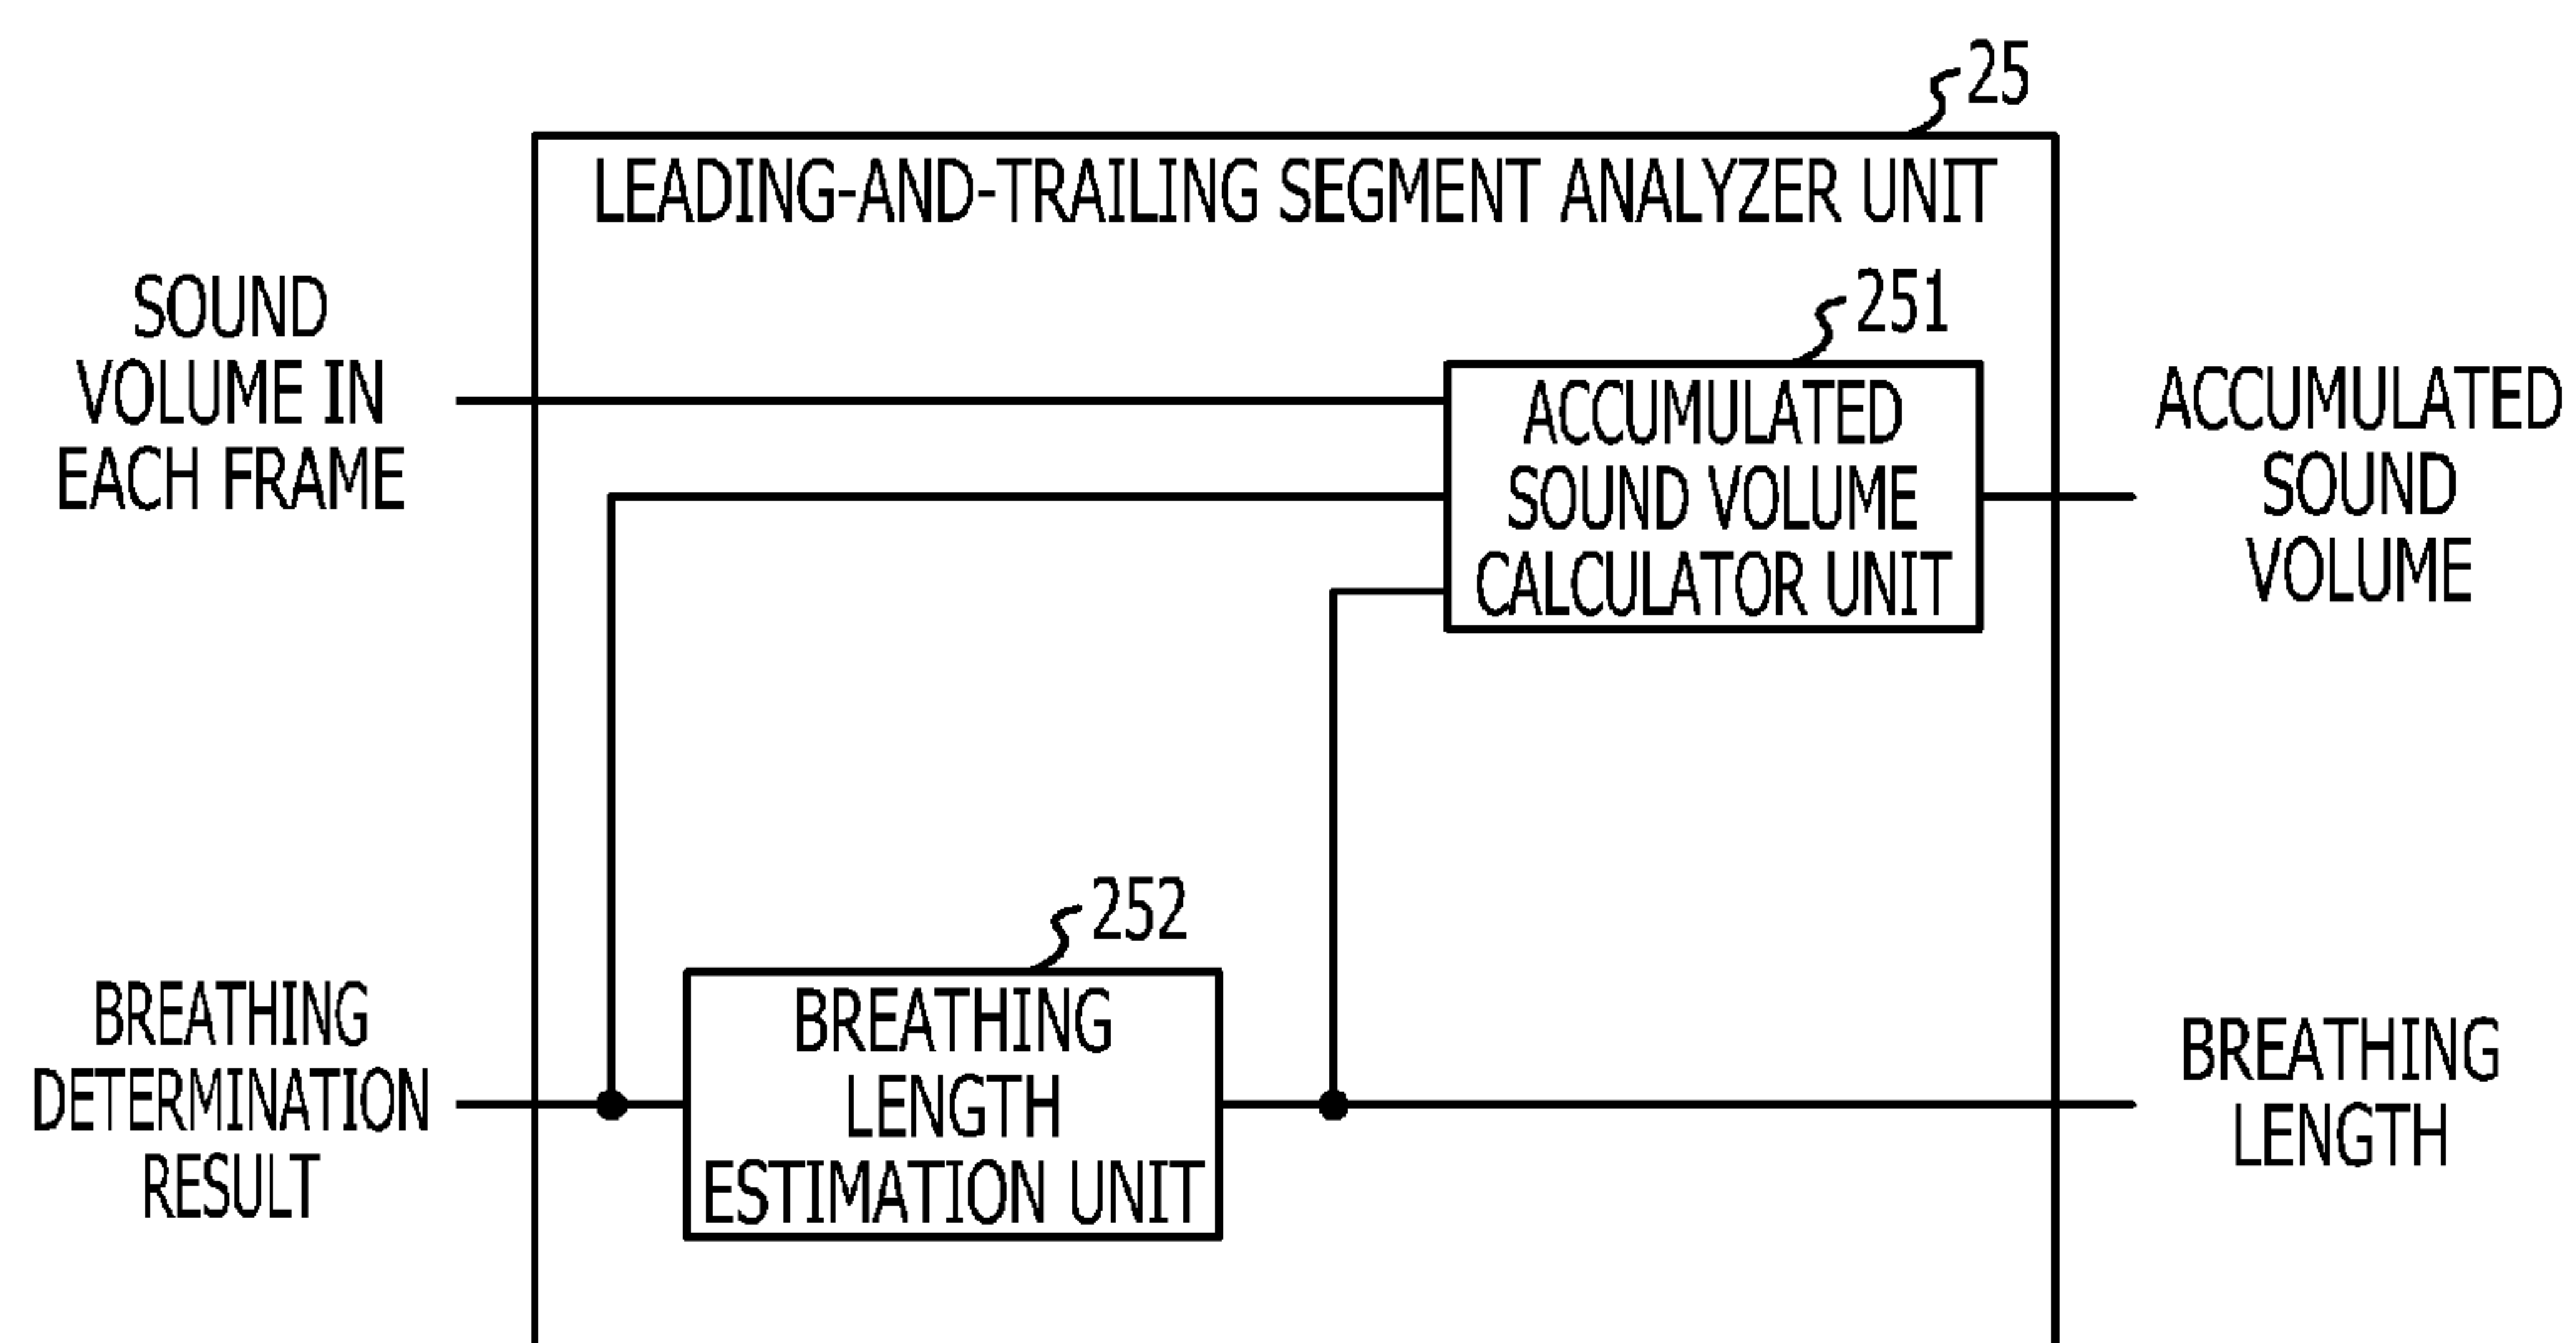 25
LEADING-AND-TRAILING SEGMENT ANALYZER UNIT
SOUND
VOLUME IN
EACH FRAME
251
ACCUMULATED
SOUND VOLUME
CALCULATOR UNIT
ACCUMULATED
SOUND
VOLUME
252
BREATHING
DETERMINATION
RESULT
BREATHING
LENGTH
ESTIMATION UNIT
BREATHING
LENGTH